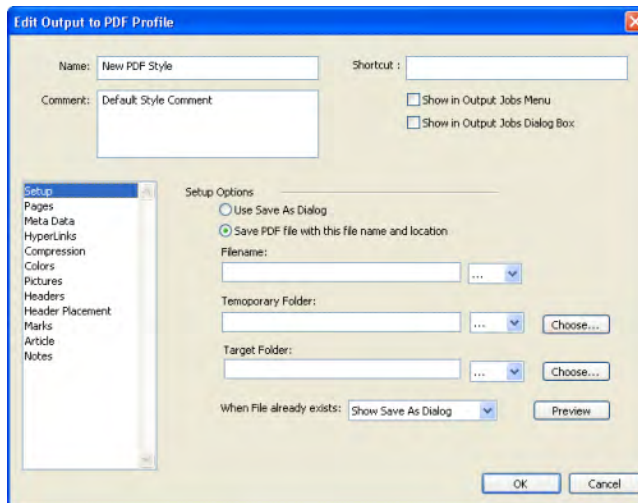 Edit Output to PDF Profile
Name: New PDF Style
Shortcut :
Comment: Default Style Comment
Show in Output Jobs Menu
Show in Output Jobs Dialog Box
Setup
Pages
Meta Data
HyperLinks
Compression
Colors
Pictures
Headers
Header Placement
Marks
Article
Notes
Setup Options
Use Save As Dialog
Save PDF file with this file name and location
Filename:
...
Temoporary Folder:
... Choose...
Target Folder:
... Choose...
When File already exists: Show Save As Dialog Preview
OK Cancel